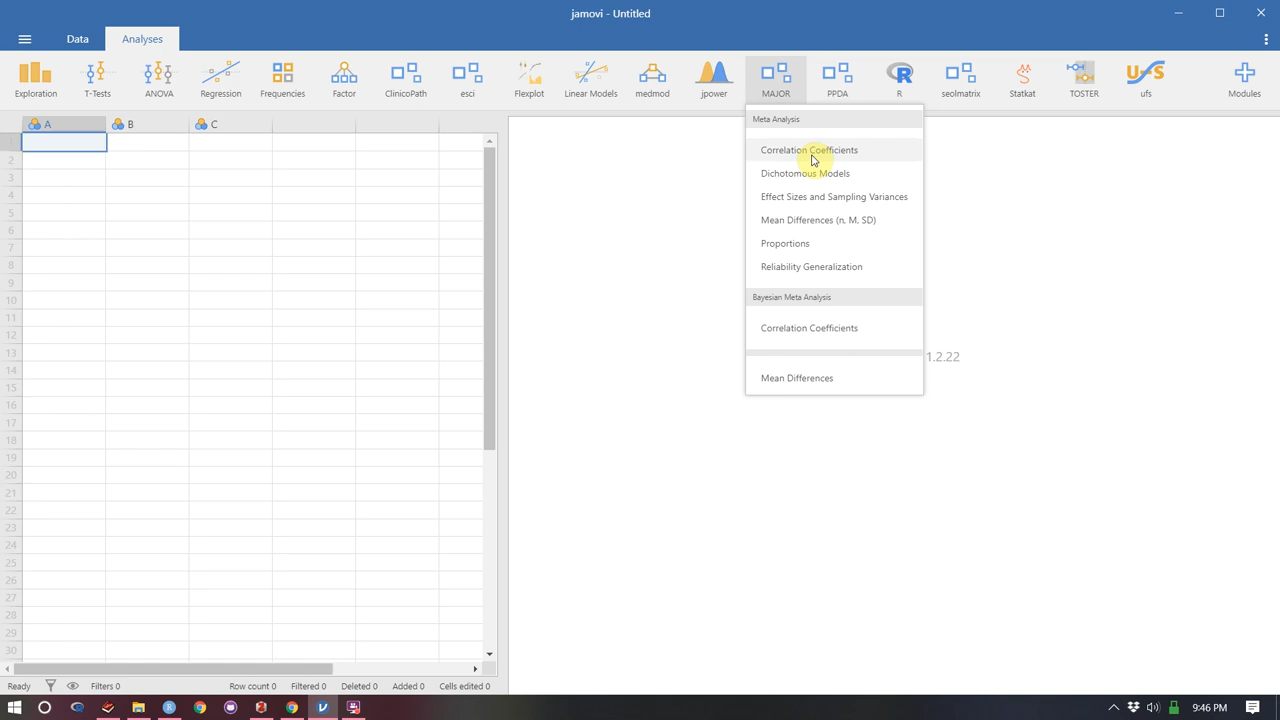 jamovi - Untitled
Data
Analyses
Exploration
T-Tests
ANOVA
Regression
Frequencies
Factor
ClinicoPath
esci
Flexplot
Linear Models
medmod
jpower
MAJOR
PPDA
R
seolmatrix
Statkat
TOSTER
ufs
Modules
A
B
C
Meta Analysis
Correlation Coefficients
Dichotomous Models
Effect Sizes and Sampling Variances
Mean Differences (n, M, SD)
Proportions
Reliability Generalization
Bayesian Meta Analysis
Correlation Coefficients
Mean Differences
1.2.22
1
2
3
4
5
6
7
8
9
10
11
12
13
14
15
16
17
18
19
20
21
22
23
24
25
26
27
28
29
30
Ready
Filters 0
Row count 0
Filtered 0
Deleted 0
Added 0
Cells edited 0
9:46 PM